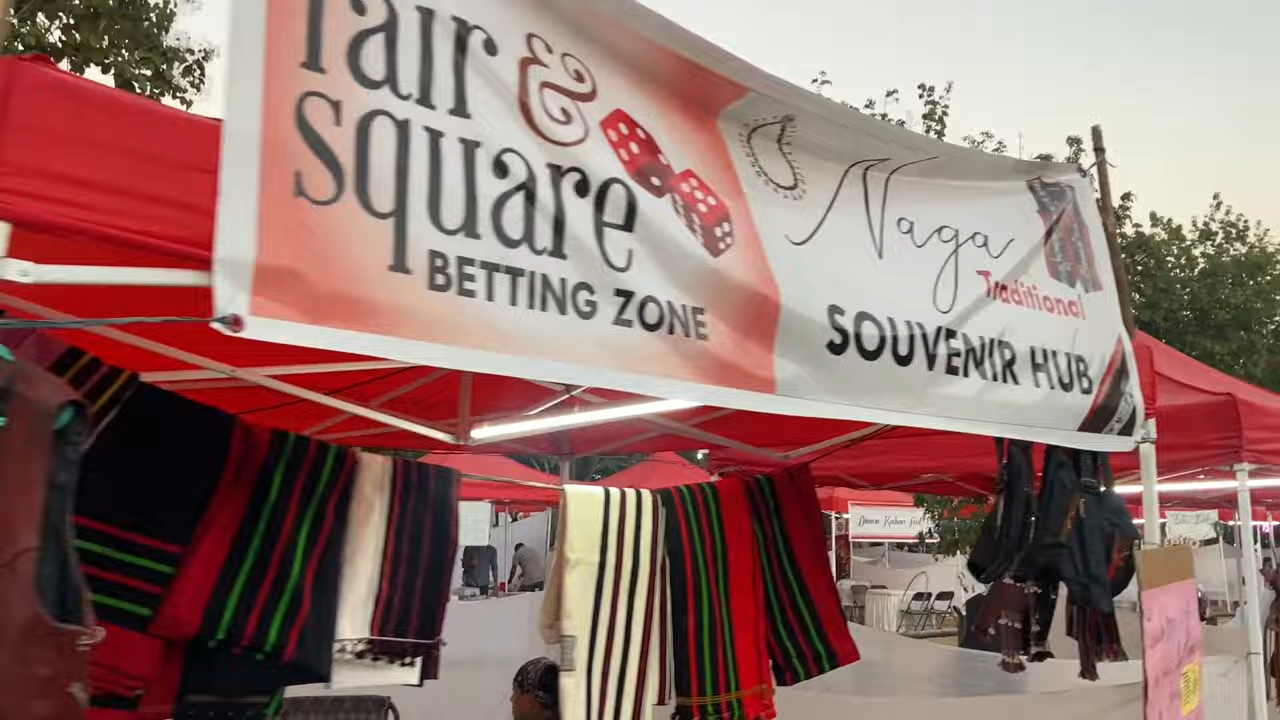 fair &
square
BETTING ZONE
Naga
Traditional
SOUVENIR HUB